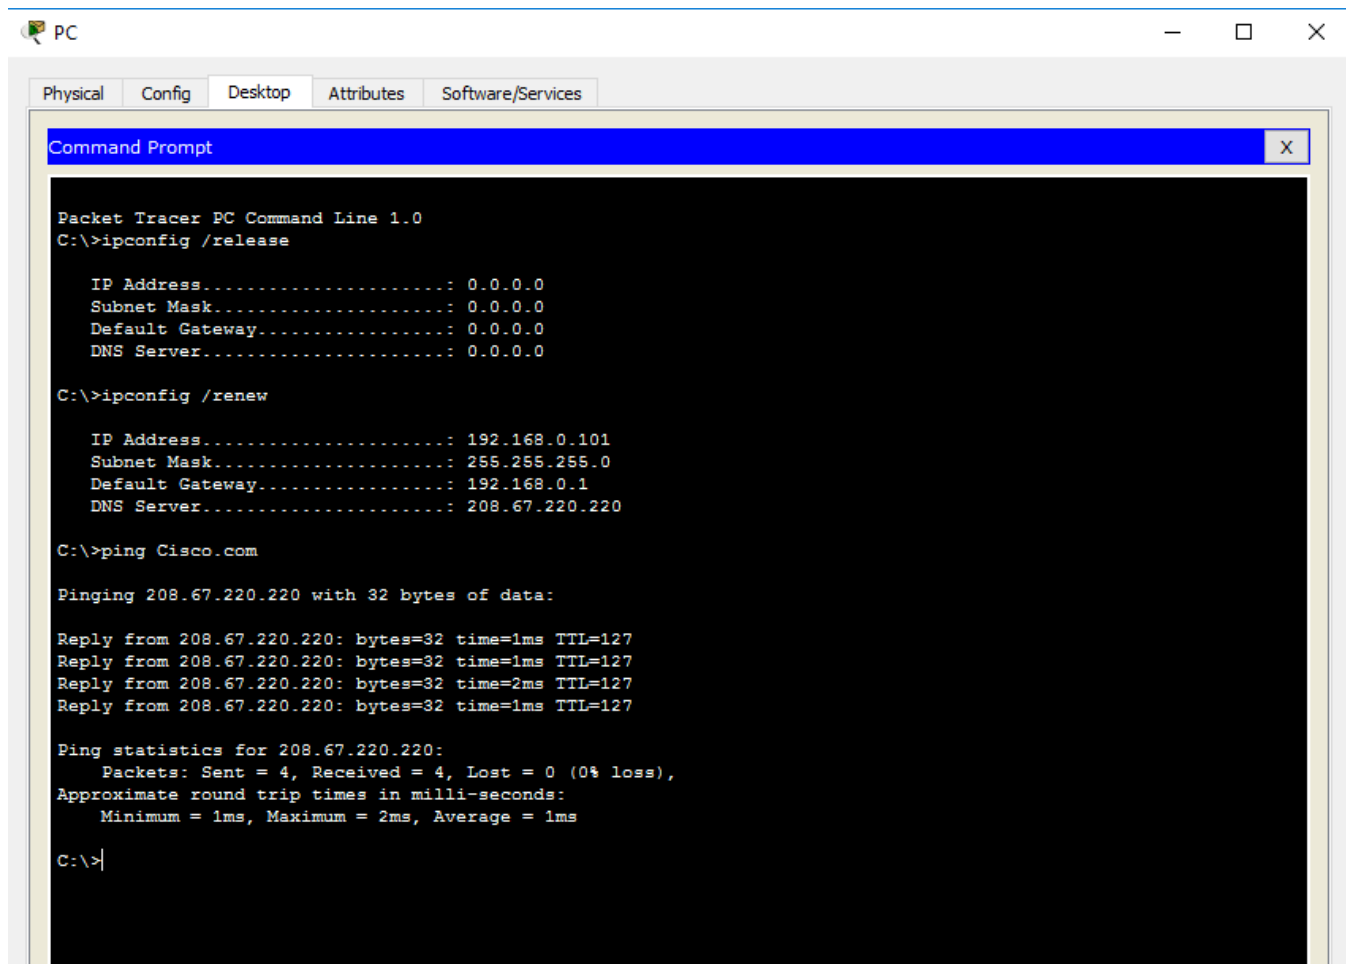 PC
Physical Config Desktop Attributes Software/Services
Command Prompt X
Packet Tracer PC Command Line 1.0
C:\>ipconfig /release
IP Address......................: 0.0.0.0
Subnet Mask.....................: 0.0.0.0
Default Gateway.................: 0.0.0.0
DNS Server......................: 0.0.0.0
C:\>ipconfig /renew
IP Address......................: 192.168.0.101
Subnet Mask.....................: 255.255.255.0
Default Gateway.................: 192.168.0.1
DNS Server......................: 208.67.220.220
C:\>ping Cisco.com
Pinging 208.67.220.220 with 32 bytes of data:
Reply from 208.67.220.220: bytes=32 time=1ms TTL=127
Reply from 208.67.220.220: bytes=32 time=1ms TTL=127
Reply from 208.67.220.220: bytes=32 time=2ms TTL=127
Reply from 208.67.220.220: bytes=32 time=1ms TTL=127
Ping statistics for 208.67.220.220:
Packets: Sent = 4, Received = 4, Lost = 0 (0% loss),
Approximate round trip times in milli-seconds:
Minimum = 1ms, Maximum = 2ms, Average = 1ms
C:\>